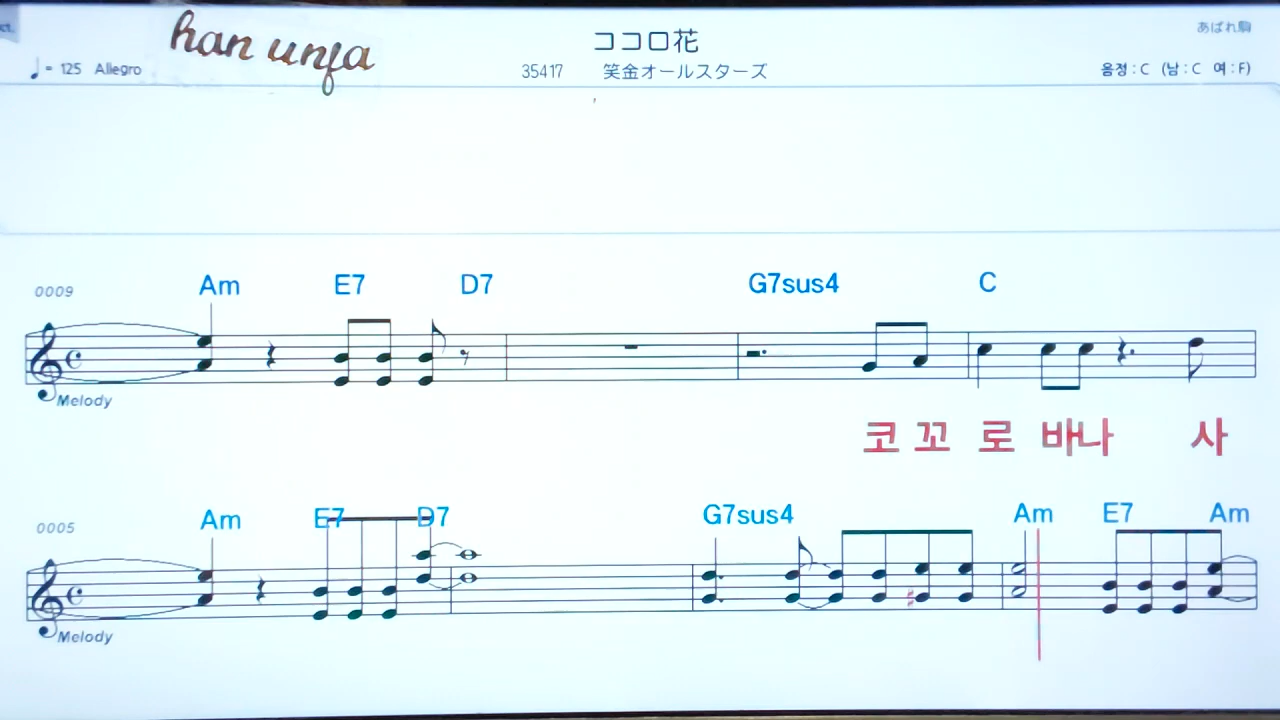 ct.
han unja
ココロ花
あばれ駒
♩= 125 Allegro
35417 笑金オールスターズ
음정 : C (남 : C 여 : F)
0009 Am E7 D7 G7sus4 C
Melody
코 꼬 로 바나 사
0005 Am E7 D7 G7sus4 Am E7 Am
Melody